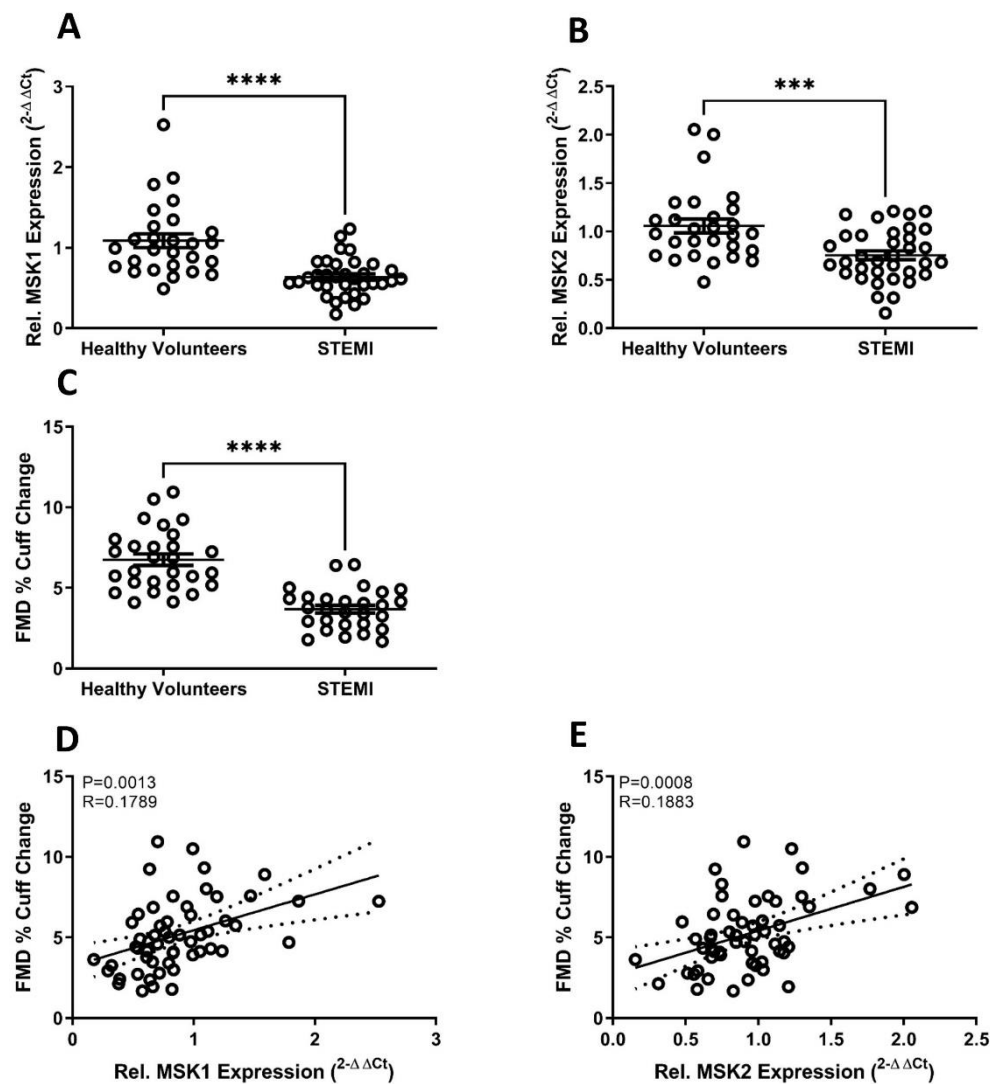 A
Rel. MSK1 Expression (2-Δ ΔCt)
3
2
1
0
****
Healthy Volunteers
STEMI
B
Rel. MSK2 Expression (2-Δ ΔCt)
2.5
2.0
1.5
1.0
0.5
0.0
***
Healthy Volunteers
STEMI
C
FMD % Cuff Change
15
10
5
0
****
Healthy Volunteers
STEMI
D
P=0.0013
R=0.1789
FMD % Cuff Change
15
10
5
0
0 1 2 3
Rel. MSK1 Expression (2-Δ ΔCt)
E
P=0.0008
R=0.1883
FMD % Cuff Change
15
10
5
0
0.0 0.5 1.0 1.5 2.0 2.5
Rel. MSK2 Expression (2-Δ ΔCt)